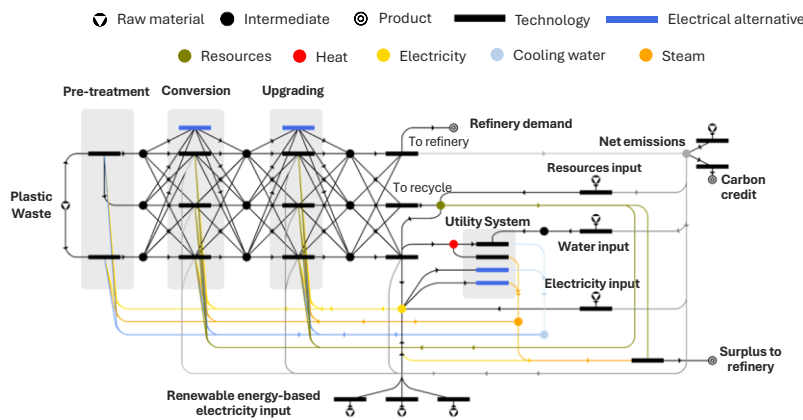 Raw material
Intermediate
Product
Technology
Electrical alternative
Resources
Heat
Electricity
Cooling water
Steam
Pre-treatment
Conversion
Upgrading
Refinery demand
To refinery
Net emissions
Resources input
Carbon
credit
To recycle
Plastic
Waste
Utility System
Water input
Electricity input
Surplus to
refinery
Renewable energy-based
electricity input